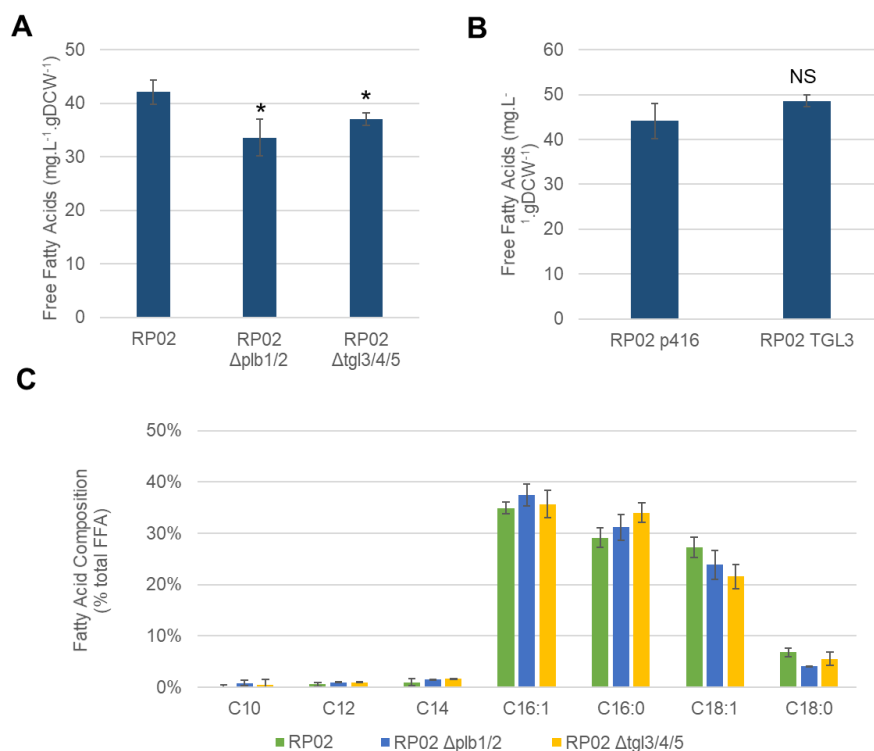 A
Free Fatty Acids (mg.L⁻¹.gDCW⁻¹)
50
40
30
20
10
0
*
*
RP02
RP02
Δplb1/2
RP02
Δtgl3/4/5
B
Free Fatty Acids (mg.L⁻
¹.gDCW⁻¹)
60
50
40
30
20
10
0
NS
RP02 p416
RP02 TGL3
C
Fatty Acid Composition
(% total FFA)
50%
40%
30%
20%
10%
0%
C10
C12
C14
C16:1
C16:0
C18:1
C18:0
RP02
RP02 Δplb1/2
RP02 Δtgl3/4/5